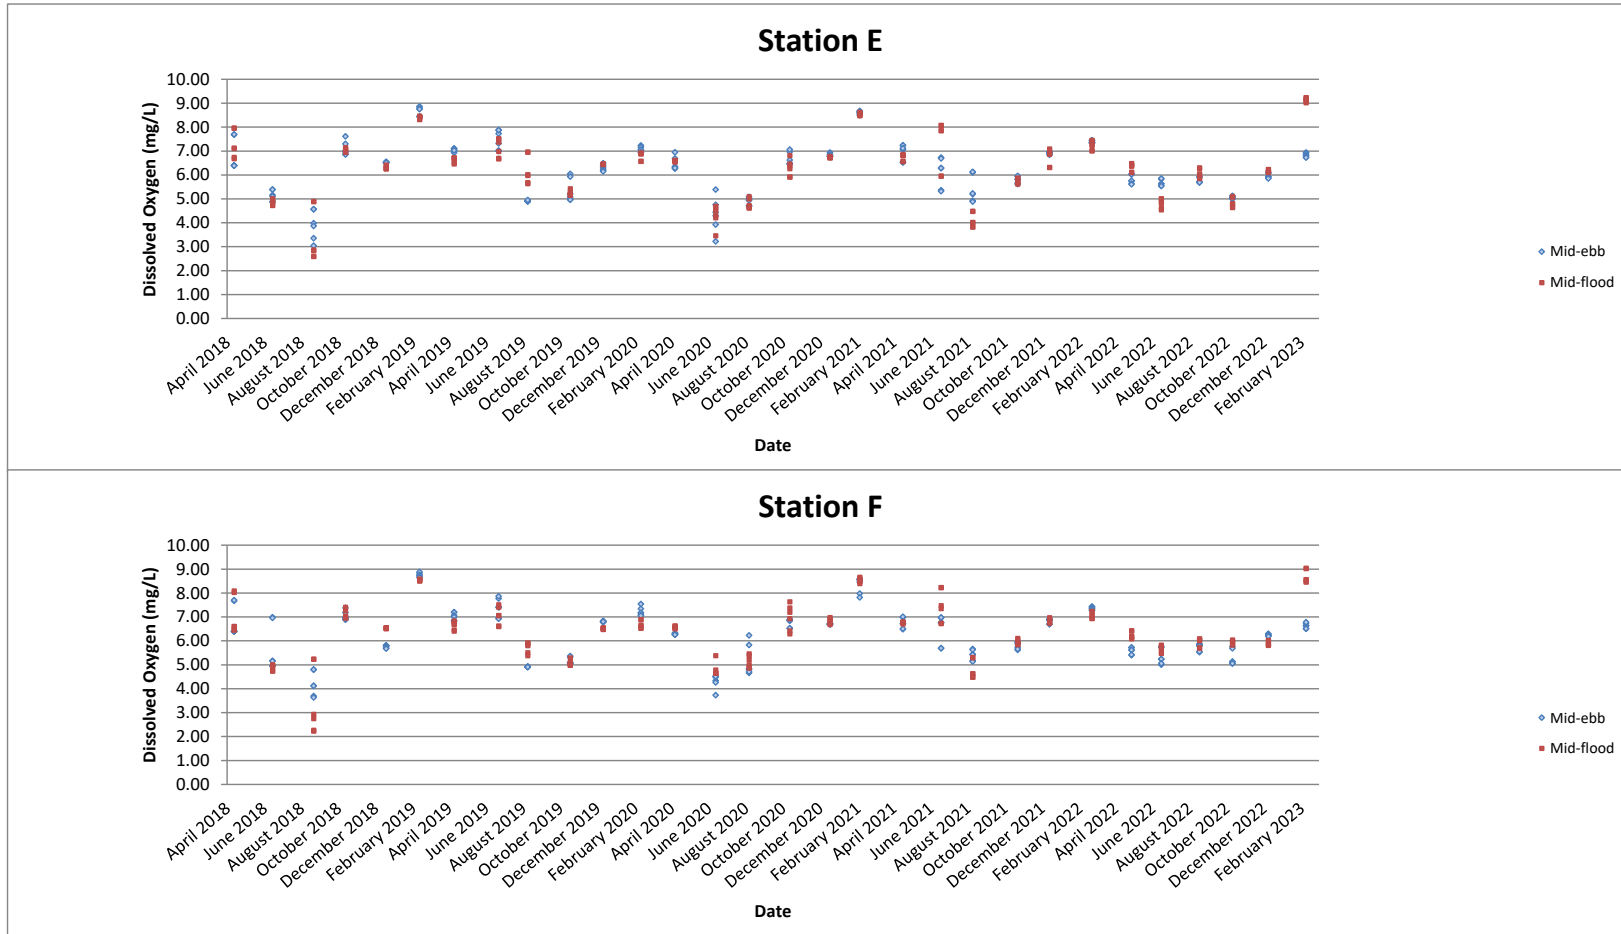 Station E
10.00
9.00
8.00
7.00
6.00
5.00
4.00
3.00
2.00
1.00
0.00
Dissolved Oxygen (mg/L)
April 2018
June 2018
August 2018
October 2018
December 2018
February 2019
April 2019
June 2019
August 2019
October 2019
December 2019
February 2020
April 2020
June 2020
August 2020
October 2020
December 2020
February 2021
April 2021
June 2021
August 2021
October 2021
December 2021
February 2022
April 2022
June 2022
August 2022
October 2022
December 2022
February 2023
Date
Mid-ebb
Mid-flood
Station F
10.00
9.00
8.00
7.00
6.00
5.00
4.00
3.00
2.00
1.00
0.00
Dissolved Oxygen (mg/L)
April 2018
June 2018
August 2018
October 2018
December 2018
February 2019
April 2019
June 2019
August 2019
October 2019
December 2019
February 2020
April 2020
June 2020
August 2020
October 2020
December 2020
February 2021
April 2021
June 2021
August 2021
October 2021
December 2021
February 2022
April 2022
June 2022
August 2022
October 2022
December 2022
February 2023
Date
Mid-ebb
Mid-flood